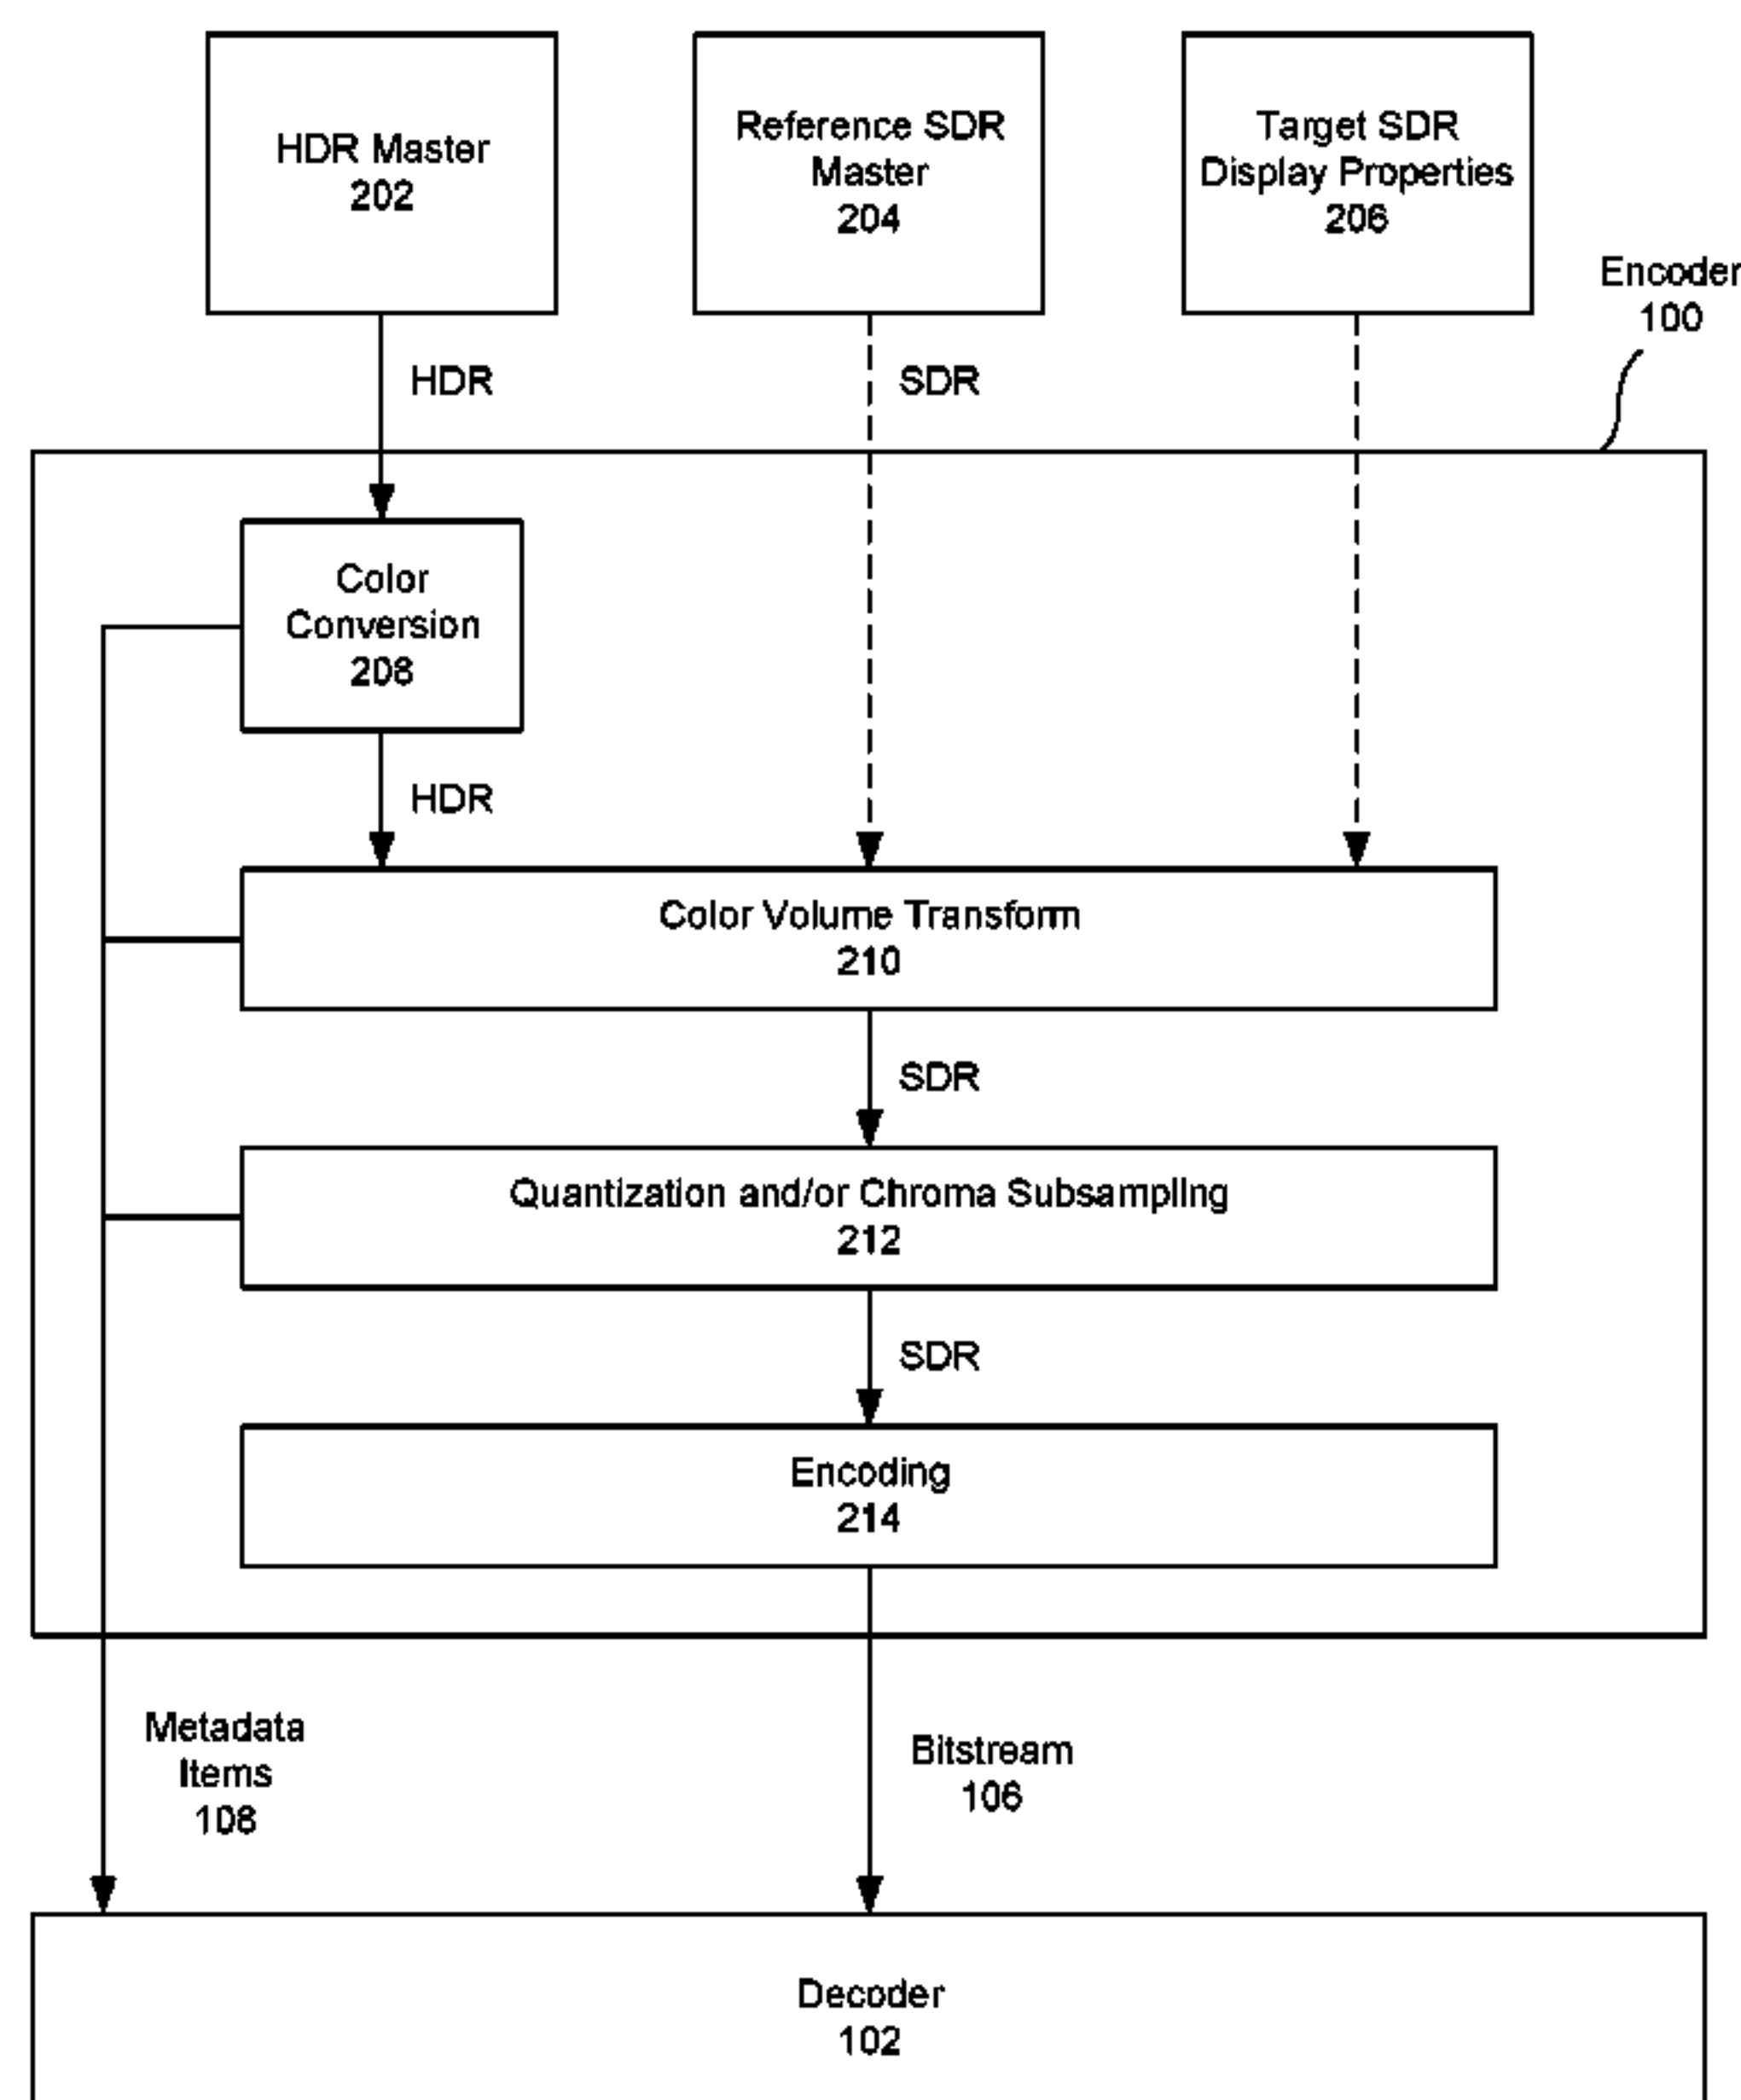 HDR Master
202
Reference SDR
Master
204
Target SDR
Display Properties
206
Encoder
100
HDR
SDR
Color
Conversion
208
HDR
Color Volume Transform
210
SDR
Quantization and/or Chroma Subsampling
212
SDR
Encoding
214
Metadata
Items
108
Bitstream
106
Decoder
102